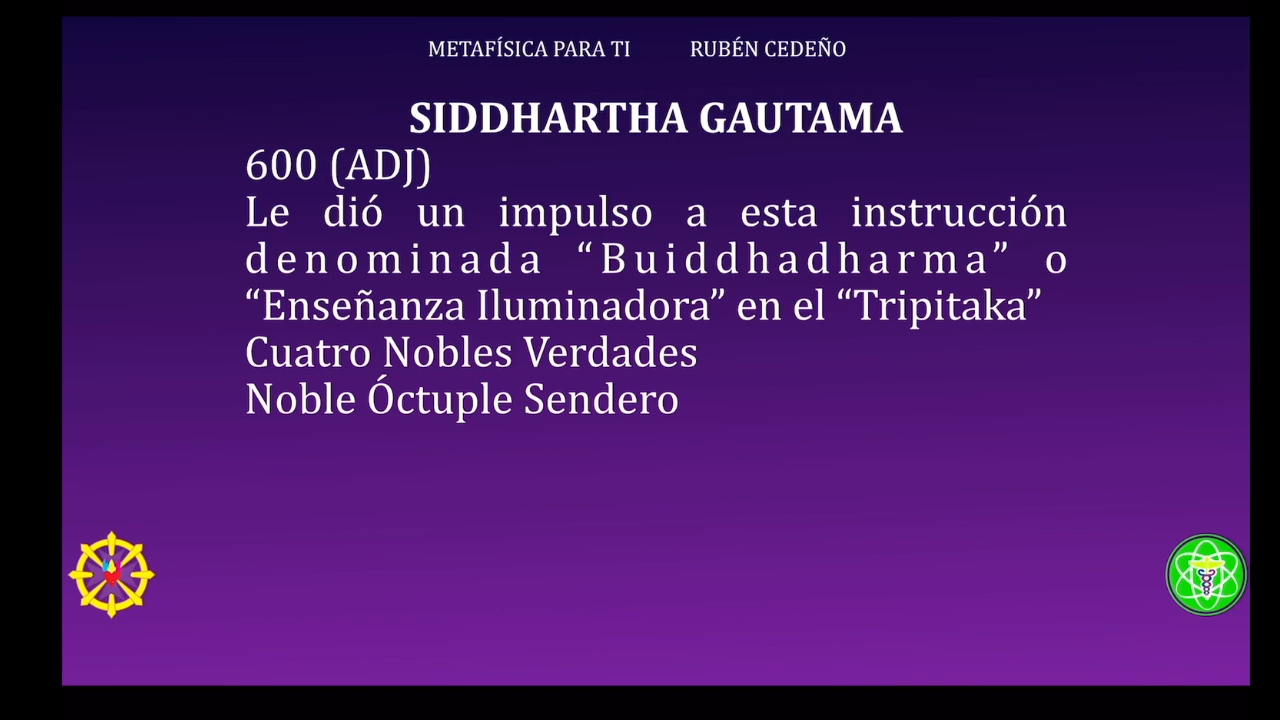 METAFÍSICA PARA TI RUBÉN CEDEÑO
SIDDHARTHA GAUTAMA
600 (ADJ)
Le dió un impulso a esta instrucción
denominada “Buiddhadharma” o
“Enseñanza Iluminadora” en el “Tripitaka”
Cuatro Nobles Verdades
Noble Óctuple Sendero